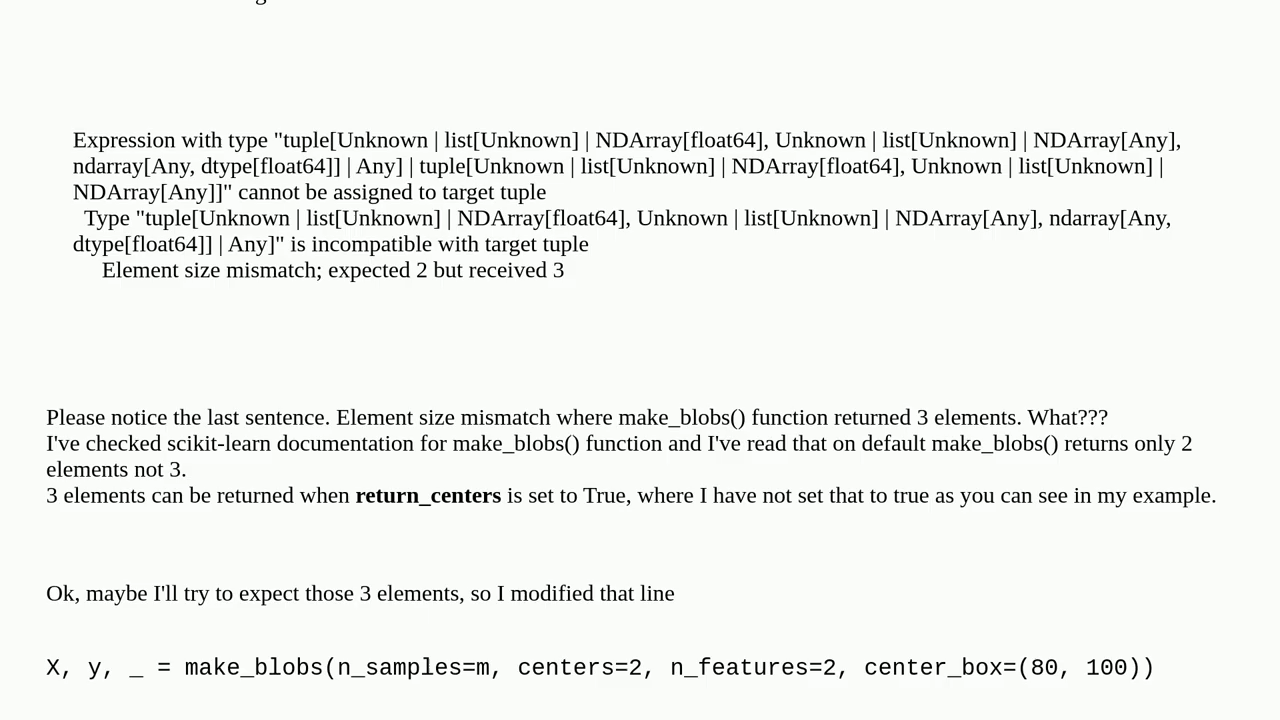 Expression with type "tuple[Unknown | list[Unknown] | NDArray[float64], Unknown | list[Unknown] | NDArray[Any],
ndarray[Any, dtype[float64]] | Any] | tuple[Unknown | list[Unknown] | NDArray[float64], Unknown | list[Unknown] |
NDArray[Any]]" cannot be assigned to target tuple
Type "tuple[Unknown | list[Unknown] | NDArray[float64], Unknown | list[Unknown] | NDArray[Any], ndarray[Any,
dtype[float64]] | Any]" is incompatible with target tuple
Element size mismatch; expected 2 but received 3
Please notice the last sentence. Element size mismatch where make_blobs() function returned 3 elements. What???
I've checked scikit-learn documentation for make_blobs() function and I've read that on default make_blobs() returns only 2
elements not 3.
3 elements can be returned when return_centers is set to True, where I have not set that to true as you can see in my example.
Ok, maybe I'll try to expect those 3 elements, so I modified that line
X, y, _ = make_blobs(n_samples=m, centers=2, n_features=2, center_box=(80, 100))